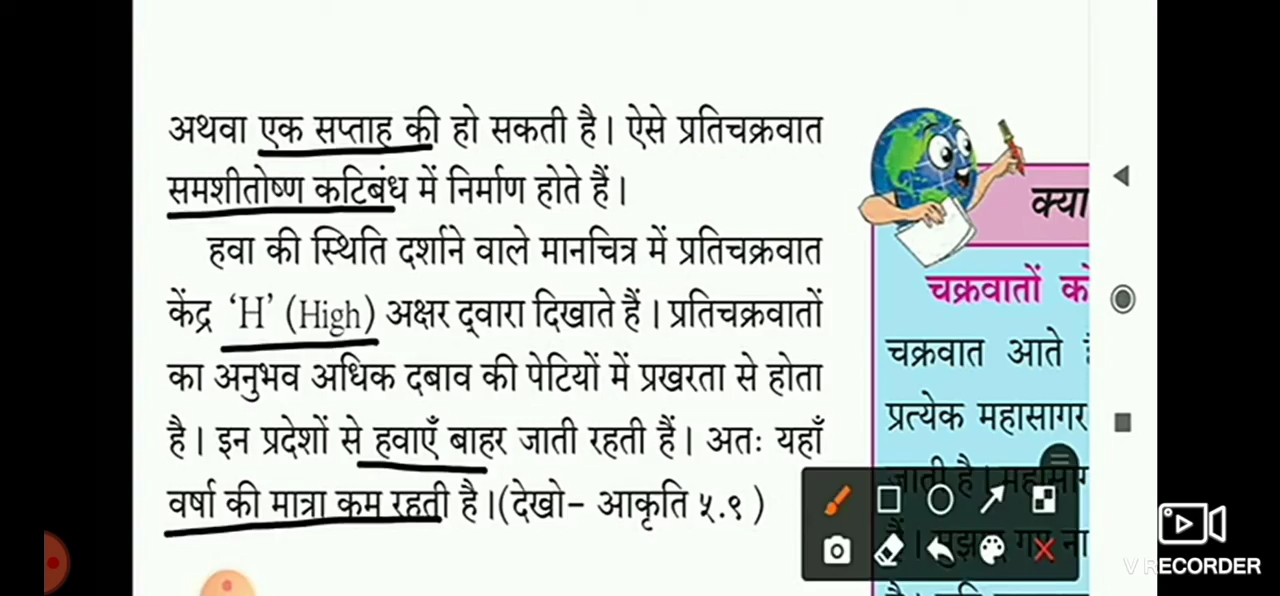 अथवा एक सप्ताह की हो सकती है। ऐसे प्रतिचक्रवात
समशीतोष्ण कटिबंध में निर्माण होते हैं।
हवा की स्थिति दर्शाने वाले मानचित्र में प्रतिचक्रवात
केंद्र ‘H’ (High) अक्षर द्वारा दिखाते हैं। प्रतिचक्रवातों
का अनुभव अधिक दबाव की पेटियों में प्रखरता से होता
है। इन प्रदेशों से हवाएँ बाहर जाती रहती हैं। अतः यहाँ
वर्षा की मात्रा कम रहती है।(देखो- आकृति ५.९ )
क्या
चक्रवातों को
चक्रवात आते
प्रत्येक महासागर
जाती है।
हैं।
है।
V RECORDER